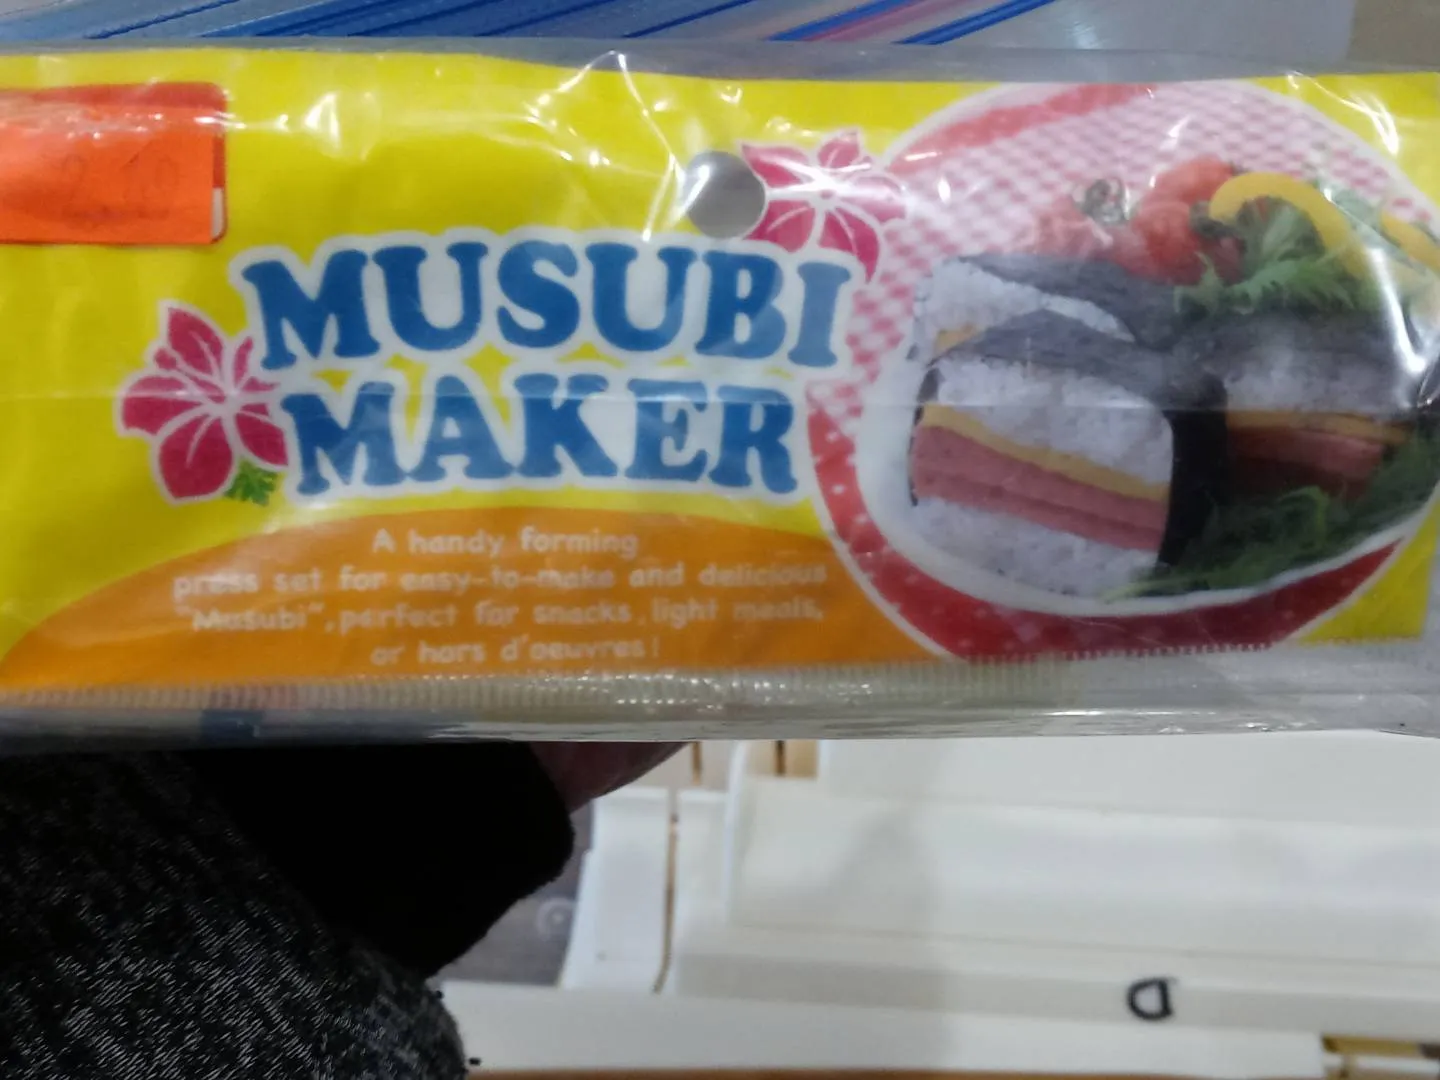 MUSUBI
MAKER
A handy forming
press set for easy-to-make and delicious
"Musubi", perfect for snacks, light meals,
or hors d'oeuvres!